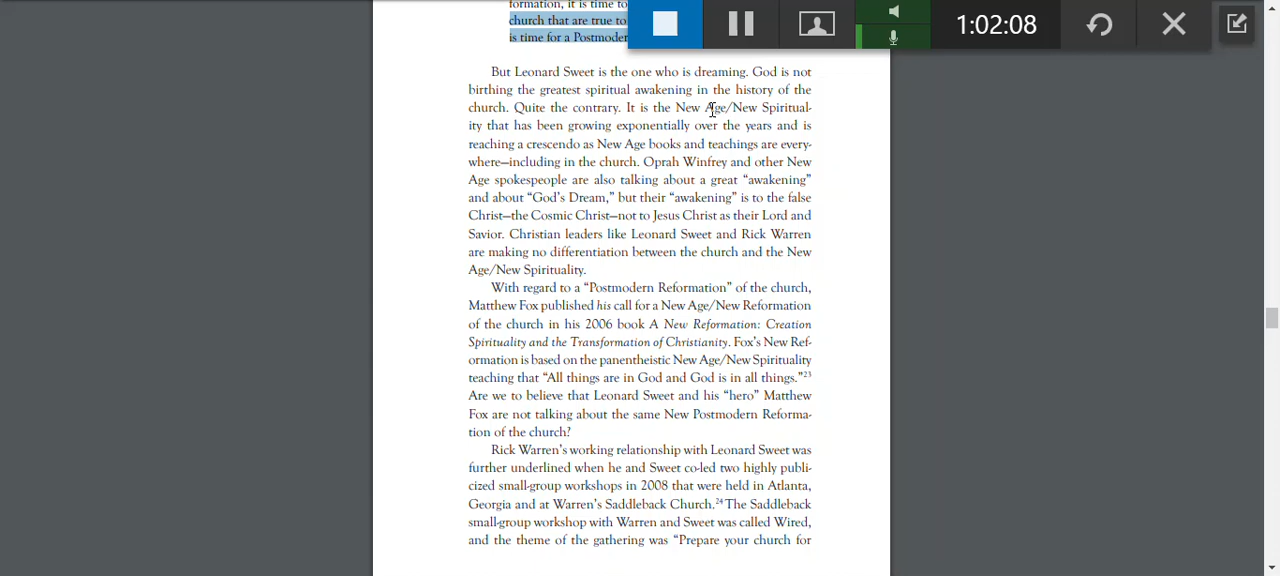 formation, it is time to
church that are true to
is time for a Postmoder
1:02:08
But Leonard Sweet is the one who is dreaming. God is not
birthing the greatest spiritual awakening in the history of the
church. Quite the contrary. It is the New Age/New Spiritual-
ity that has been growing exponentially over the years and is
reaching a crescendo as New Age books and teachings are every-
where—including in the church. Oprah Winfrey and other New
Age spokespeople are also talking about a great “awakening”
and about “God’s Dream,” but their “awakening” is to the false
Christ—the Cosmic Christ—not to Jesus Christ as their Lord and
Savior. Christian leaders like Leonard Sweet and Rick Warren
are making no differentiation between the church and the New
Age/New Spirituality.
With regard to a “Postmodern Reformation” of the church,
Matthew Fox published his call for a New Age/New Reformation
of the church in his 2006 book A New Reformation: Creation
Spirituality and the Transformation of Christianity. Fox’s New Ref-
ormation is based on the panentheistic New Age/New Spirituality
teaching that “All things are in God and God is in all things.”23
Are we to believe that Leonard Sweet and his “hero” Matthew
Fox are not talking about the same New Postmodern Reforma-
tion of the church?
Rick Warren’s working relationship with Leonard Sweet was
further underlined when he and Sweet co-led two highly publi-
cized small-group workshops in 2008 that were held in Atlanta,
Georgia and at Warren’s Saddleback Church.24 The Saddleback
small-group workshop with Warren and Sweet was called Wired,
and the theme of the gathering was “Prepare your church for